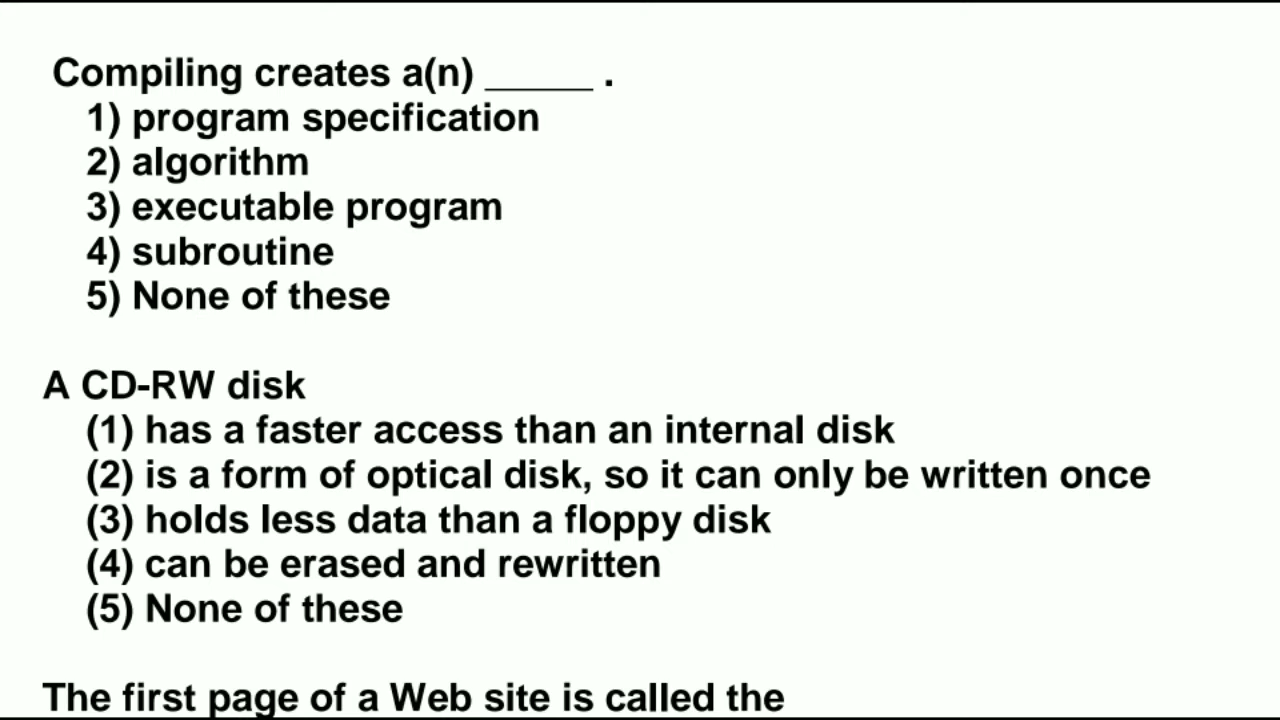 Compiling creates a(n) _____ .
1) program specification
2) algorithm
3) executable program
4) subroutine
5) None of these
A CD-RW disk
(1) has a faster access than an internal disk
(2) is a form of optical disk, so it can only be written once
(3) holds less data than a floppy disk
(4) can be erased and rewritten
(5) None of these
The first page of a Web site is called the